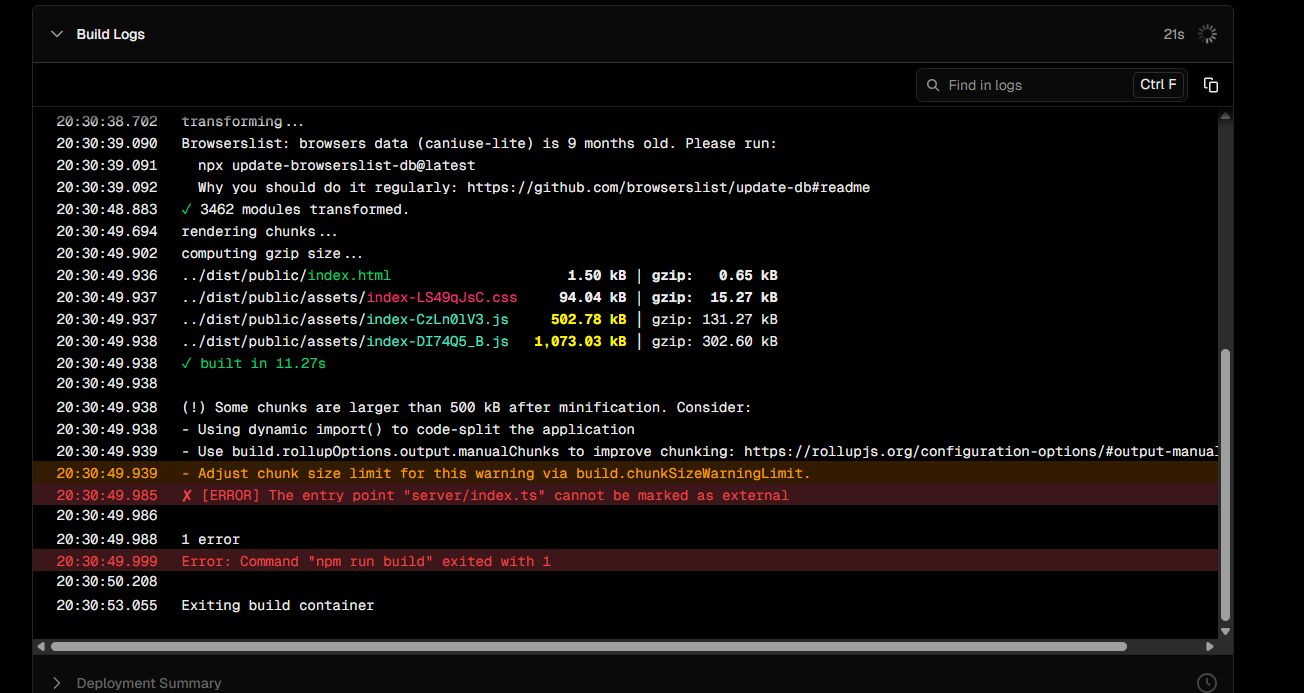 Build Logs 21s
Find in logs Ctrl F
20:30:38.702 transforming...
20:30:39.090 Browserslist: browsers data (caniuse-lite) is 9 months old. Please run:
20:30:39.091 npx update-browserslist-db@latest
20:30:39.092 Why you should do it regularly: https://github.com/browserslist/update-db#readme
20:30:48.883 ✓ 3462 modules transformed.
20:30:49.694 rendering chunks...
20:30:49.902 computing gzip size...
20:30:49.936 ../dist/public/index.html 1.50 kB | gzip: 0.65 kB
20:30:49.937 ../dist/public/assets/index-LS49qJsC.css 94.04 kB | gzip: 15.27 kB
20:30:49.937 ../dist/public/assets/index-CzLn0lV3.js 502.78 kB | gzip: 131.27 kB
20:30:49.938 ../dist/public/assets/index-DI74Q5_B.js 1,073.03 kB | gzip: 302.60 kB
20:30:49.938 ✓ built in 11.27s
20:30:49.938
20:30:49.938 (!) Some chunks are larger than 500 kB after minification. Consider:
20:30:49.938 - Using dynamic import() to code-split the application
20:30:49.939 - Use build.rollupOptions.output.manualChunks to improve chunking: https://rollupjs.org/configuration-options/#output-manual
20:30:49.939 - Adjust chunk size limit for this warning via build.chunkSizeWarningLimit.
20:30:49.985 ✗ [ERROR] The entry point "server/index.ts" cannot be marked as external
20:30:49.986
20:30:49.988 1 error
20:30:49.999 Error: Command "npm run build" exited with 1
20:30:50.208
20:30:53.055 Exiting build container
Deployment Summary